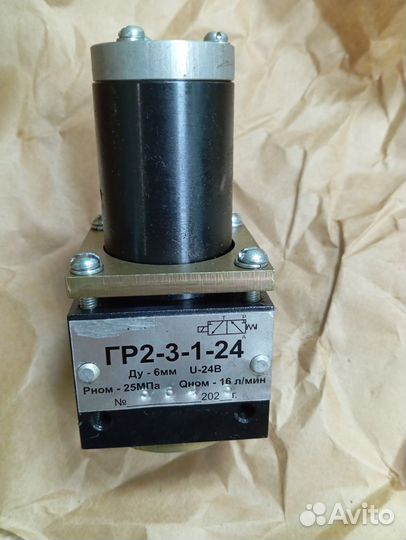 T P
A
ГР2-3-1-24
Ду - 6мм U-24В
Рном - 25МПа Qном - 16 л/мин
№ 202 г.
Avito